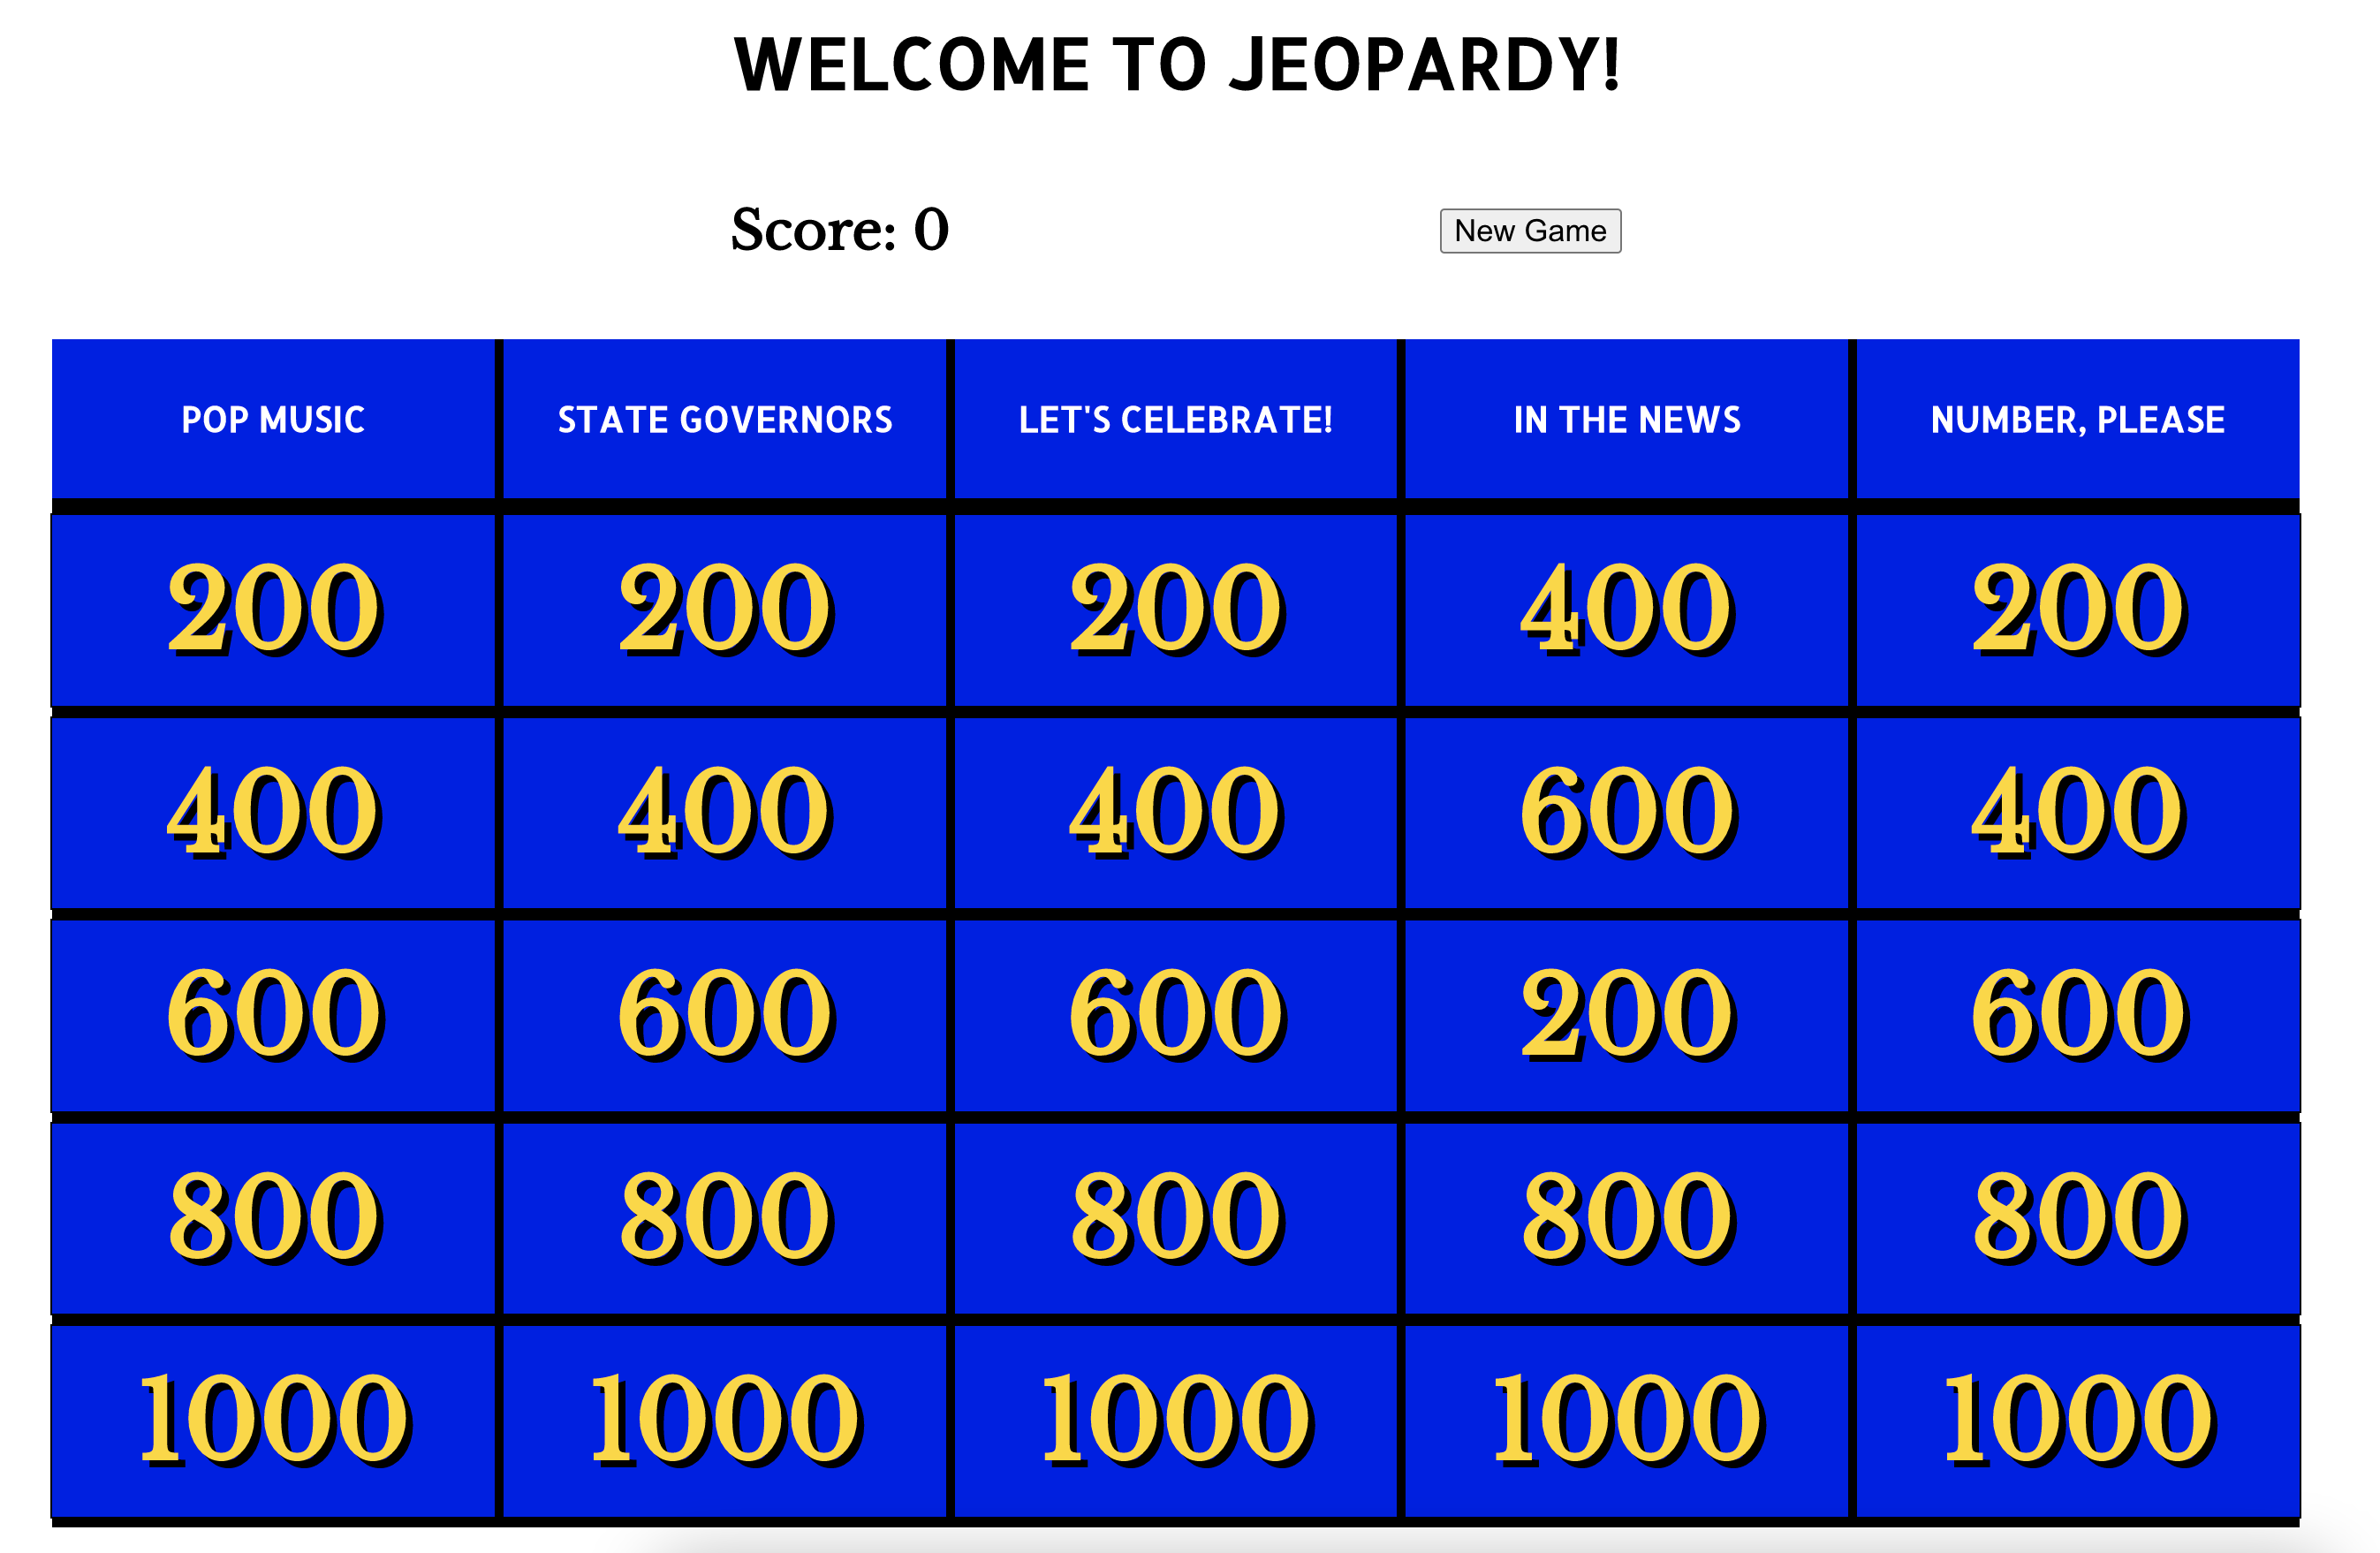 WELCOME TO JEOPARDY!
Score: 0 New Game
POP MUSIC STATE GOVERNORS LET'S CELEBRATE! IN THE NEWS NUMBER, PLEASE
200 200 200 400 200
400 400 400 600 400
600 600 600 200 600
800 800 800 800 800
1000 1000 1000 1000 1000